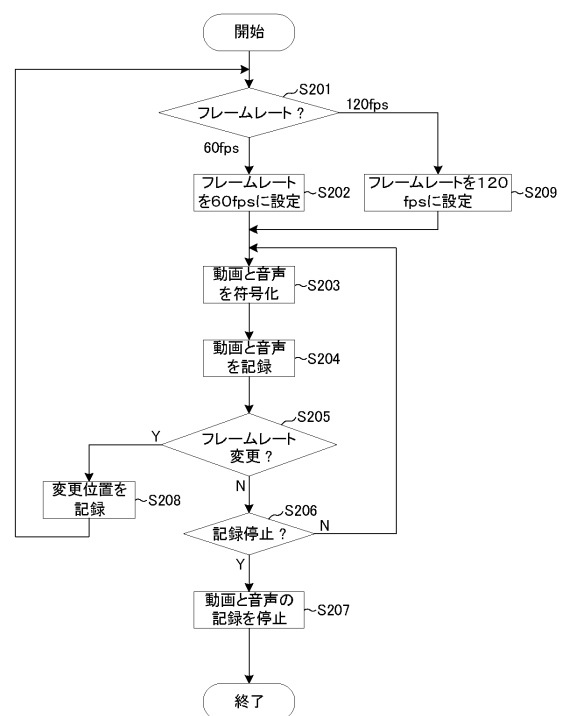 開始
S201
フレームレート?
120fps
60fps
フレームレート
を60fpsに設定
S202
フレームレートを120
fpsに設定
S209
動画と音声
を符号化
S203
動画と音声
を記録
S204
S205
フレームレート
変更?
Y
N
変更位置を
記録
S208
S206
記録停止?
N
Y
動画と音声の
記録を停止
S207
終了